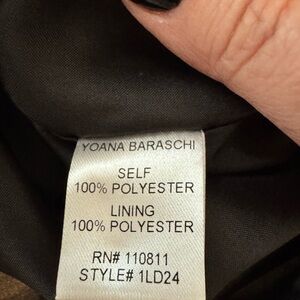 YOANA BARASCHI
SELF
100% POLYESTER
LINING
100% POLYESTER
RN# 110811
STYLE# 1LD24